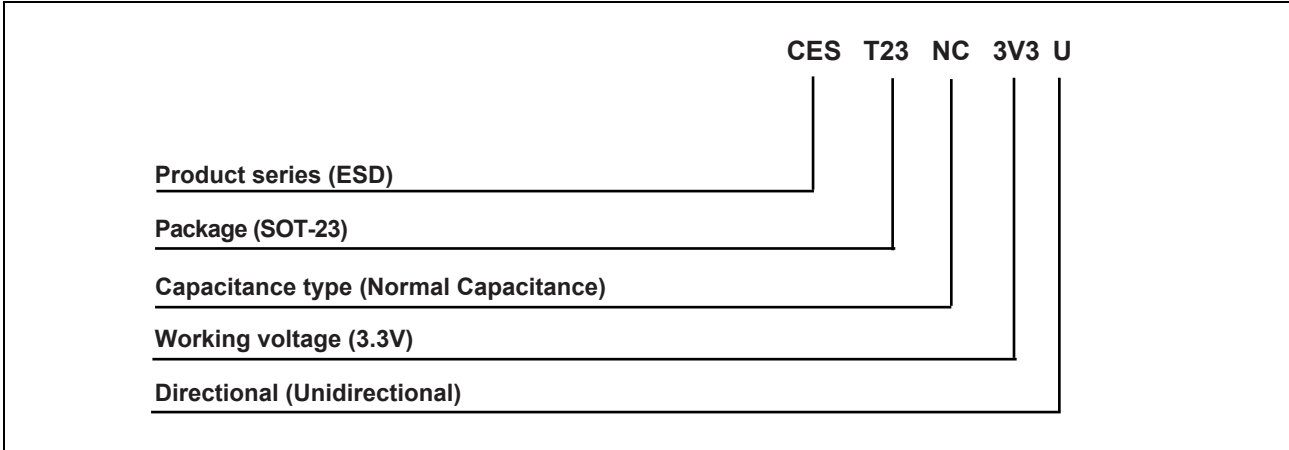 CES T23 NC 3V3 U
Product series (ESD)
Package (SOT-23)
Capacitance type (Normal Capacitance)
Working voltage (3.3V)
Directional (Unidirectional)